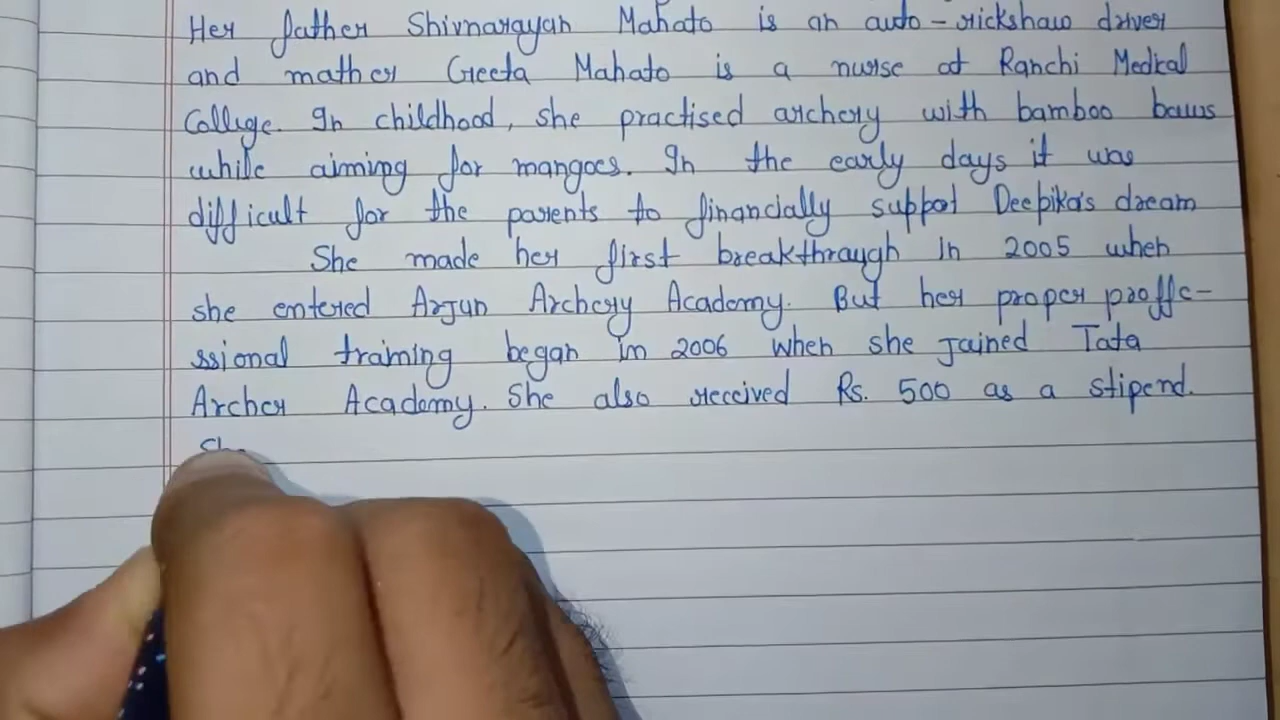 Her father Shivnarayan Mahato is an auto-rickshaw driver
and mather Geeta Mahato is a nurse at Ranchi Medical
College. In childhood, she practised archery with bamboo baws
while aiming for mangoes. In the early days it was
difficult for the parents to financially suppot Deepika's dream
She made her first breakthrough in 2005 when
she entered Arjun Archery Academy. But her proper proffe-
ssional training began in 2006 when she joined Tata
Archer Academy. She also received Rs. 500 as a stipend.